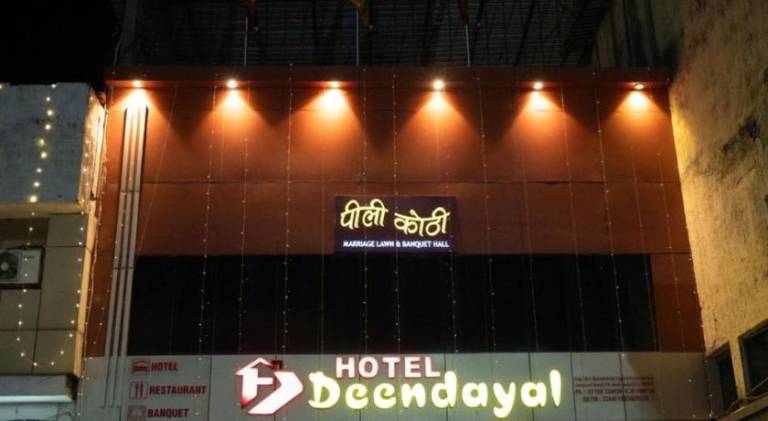 पीली कोठी
MARRIAGE LAWN & BANQUET HALL
HOTEL
Deendayal
HOTEL
RESTAURANT
BANQUET